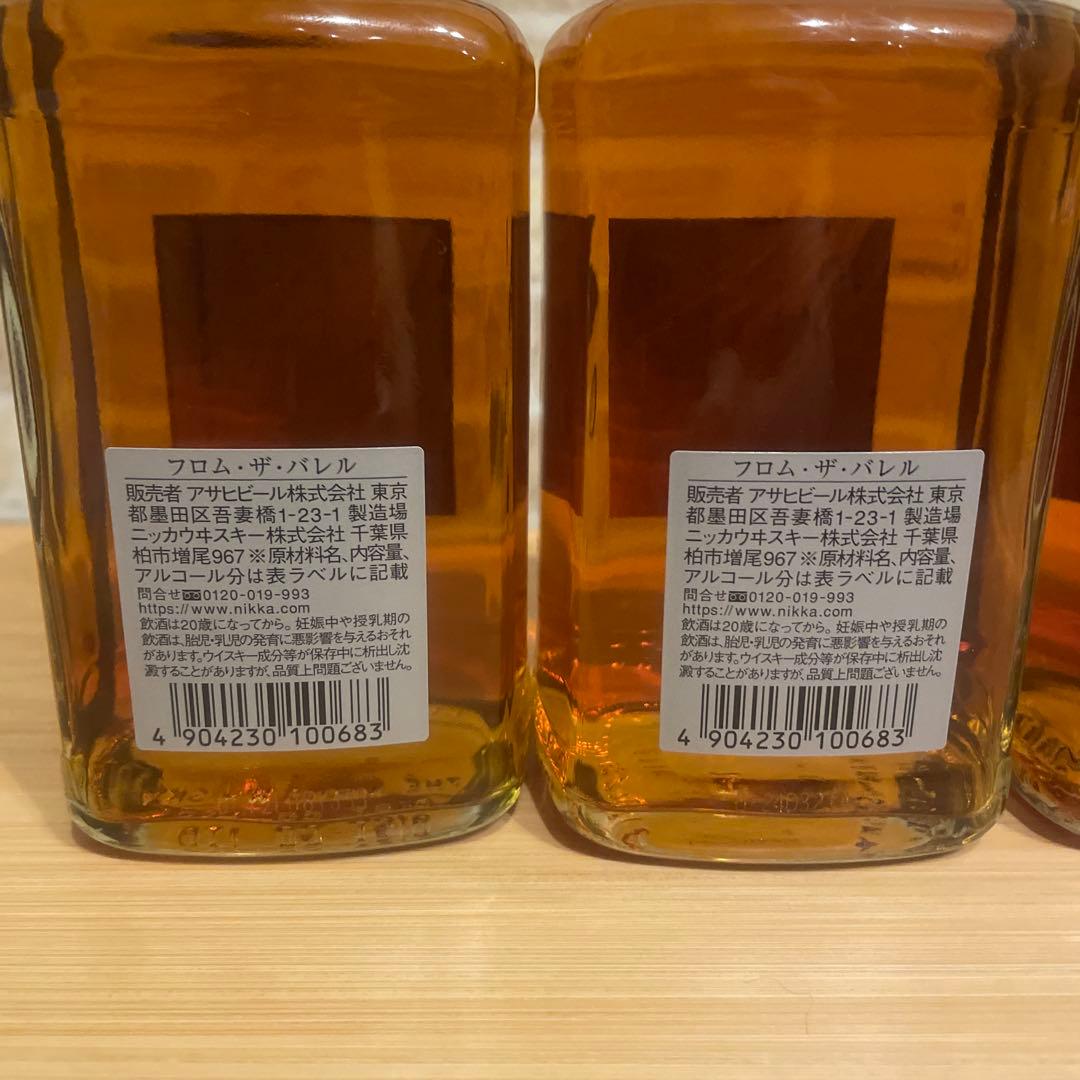 フロム・ザ・バレル
販売者 アサヒビール株式会社 東京
都墨田区吾妻橋1-23-1 製造場
ニッカウヰスキー株式会社 千葉県
柏市増尾967 ※原材料名、内容量、
アルコール分は表ラベルに記載
問合せ 0120-019-993
https://www.nikka.com
飲酒は20歳になってから。妊娠中や授乳期の
飲酒は、胎児・乳児の発育に悪影響を与えるおそれ
があります。ウイスキー成分等が保存中に析出し沈
澱することがありますが、品質上問題ございません。
4 904230 100683
フロム・ザ・バレル
販売者 アサヒビール株式会社 東京
都墨田区吾妻橋1-23-1 製造場
ニッカウヰスキー株式会社 千葉県
柏市増尾967 ※原材料名、内容量、
アルコール分は表ラベルに記載
問合せ 0120-019-993
https://www.nikka.com
飲酒は20歳になってから。妊娠中や授乳期の
飲酒は、胎児・乳児の発育に悪影響を与えるおそれ
があります。ウイスキー成分等が保存中に析出し沈
澱することがありますが、品質上問題ございません。
4 904230 100683